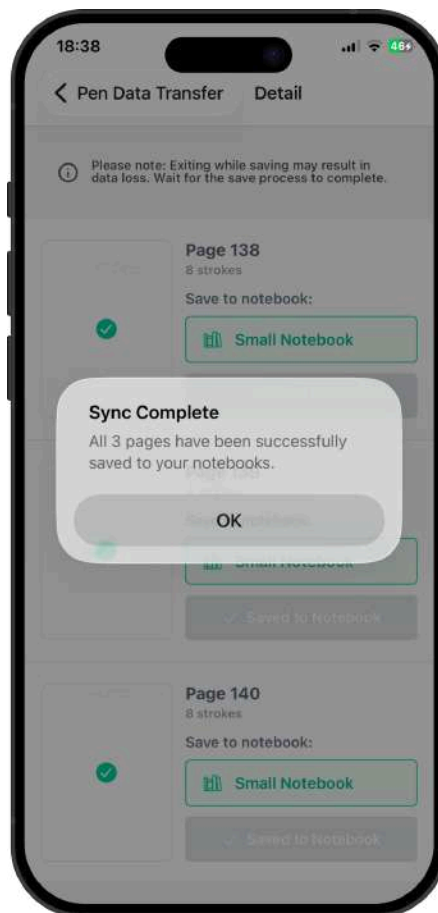 18:38
46
Pen Data Transfer
Detail
Please note: Exiting while saving may result in
data loss. Wait for the save process to complete.
Page 138
8 strokes
Save to notebook:
Small Notebook
Sync Complete
All 3 pages have been successfully
saved to your notebooks.
OK
Small Notebook
Saved to Notebook
Page 140
8 strokes
Save to notebook:
Small Notebook
Saved to Notebook